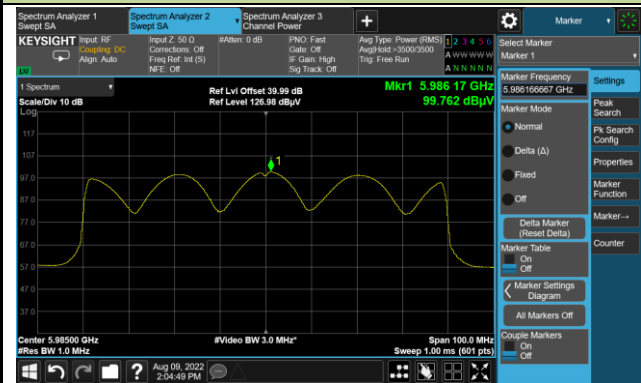 Spectrum Analyzer 1
Swept SA
Spectrum Analyzer 2
Swept SA
Spectrum Analyzer 3
Channel Power
Marker
KEYSIGHT
Input: RF
Coupling: DC
Align: Auto
Input Z: 50 Ω
Corrections: Off
Freq Ref: Int (S)
NFE: Off
#Atten: 0 dB
PNO: Fast
Gate: Off
IF Gain: High
Sig Track: Off
Avg Type: Power (RMS)
Avg|Hold:>3500/3500
Trig: Free Run
1 2 3 4 5 6
A W W W W W
A N N N N N
Select Marker
Marker 1
1 Spectrum
Scale/Div 10 dB
Log
Ref Lvl Offset 39.99 dB
Ref Level 126.98 dBµV
Mkr1 5.986 17 GHz
99.762 dBµV
117
107
97.0
87.0
77.0
67.0
57.0
47.0
37.0
1
Center 5.98500 GHz
#Res BW 1.0 MHz
#Video BW 3.0 MHz*
Span 100.0 MHz
Sweep 1.00 ms (601 pts)
Marker Frequency
5.986166667 GHz
Marker Mode
Normal
Delta (Δ)
Fixed
Off
Delta Marker
(Reset Delta)
Marker Table
On
Off
Marker Settings
Diagram
All Markers Off
Couple Markers
On
Off
Settings
Peak
Search
Pk Search
Config
Properties
Marker
Function
Marker→
Counter
Aug 09, 2022
2:04:49 PM